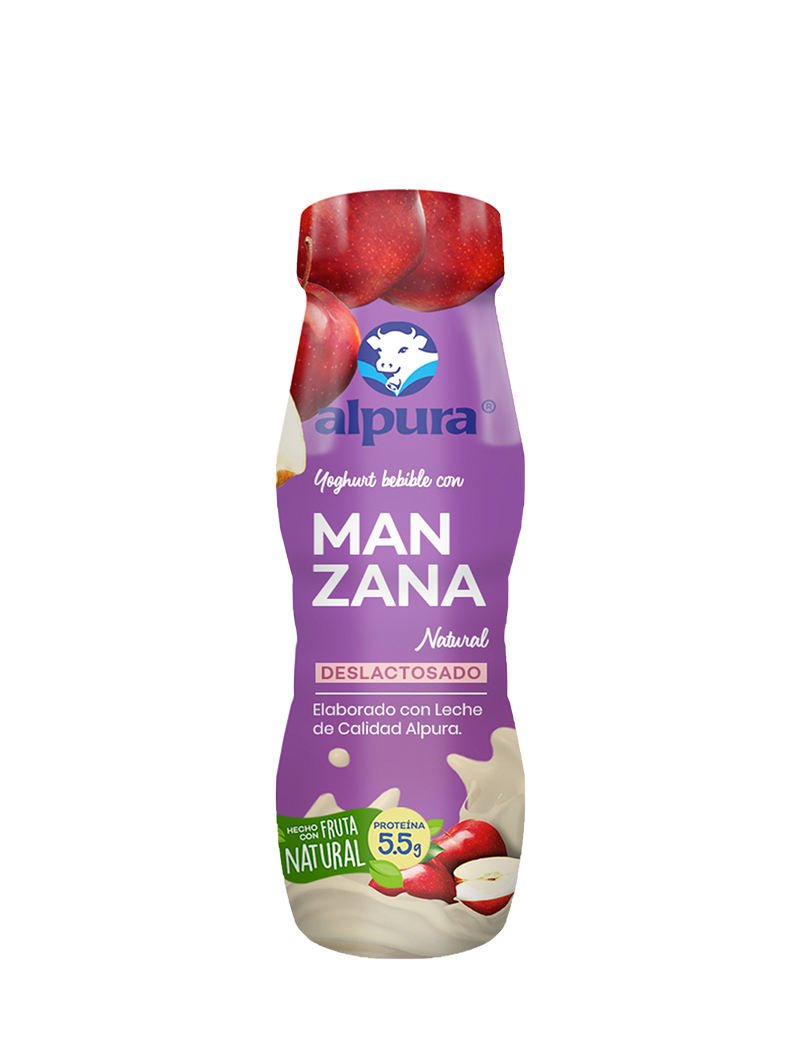 alpura®
Yoghurt bebible con
MAN
ZANA
Natural
DESLACTOSADO
Elaborado con Leche
de Calidad Alpura.
HECHO
CON FRUTA
NATURAL
PROTEÍNA
5.5g